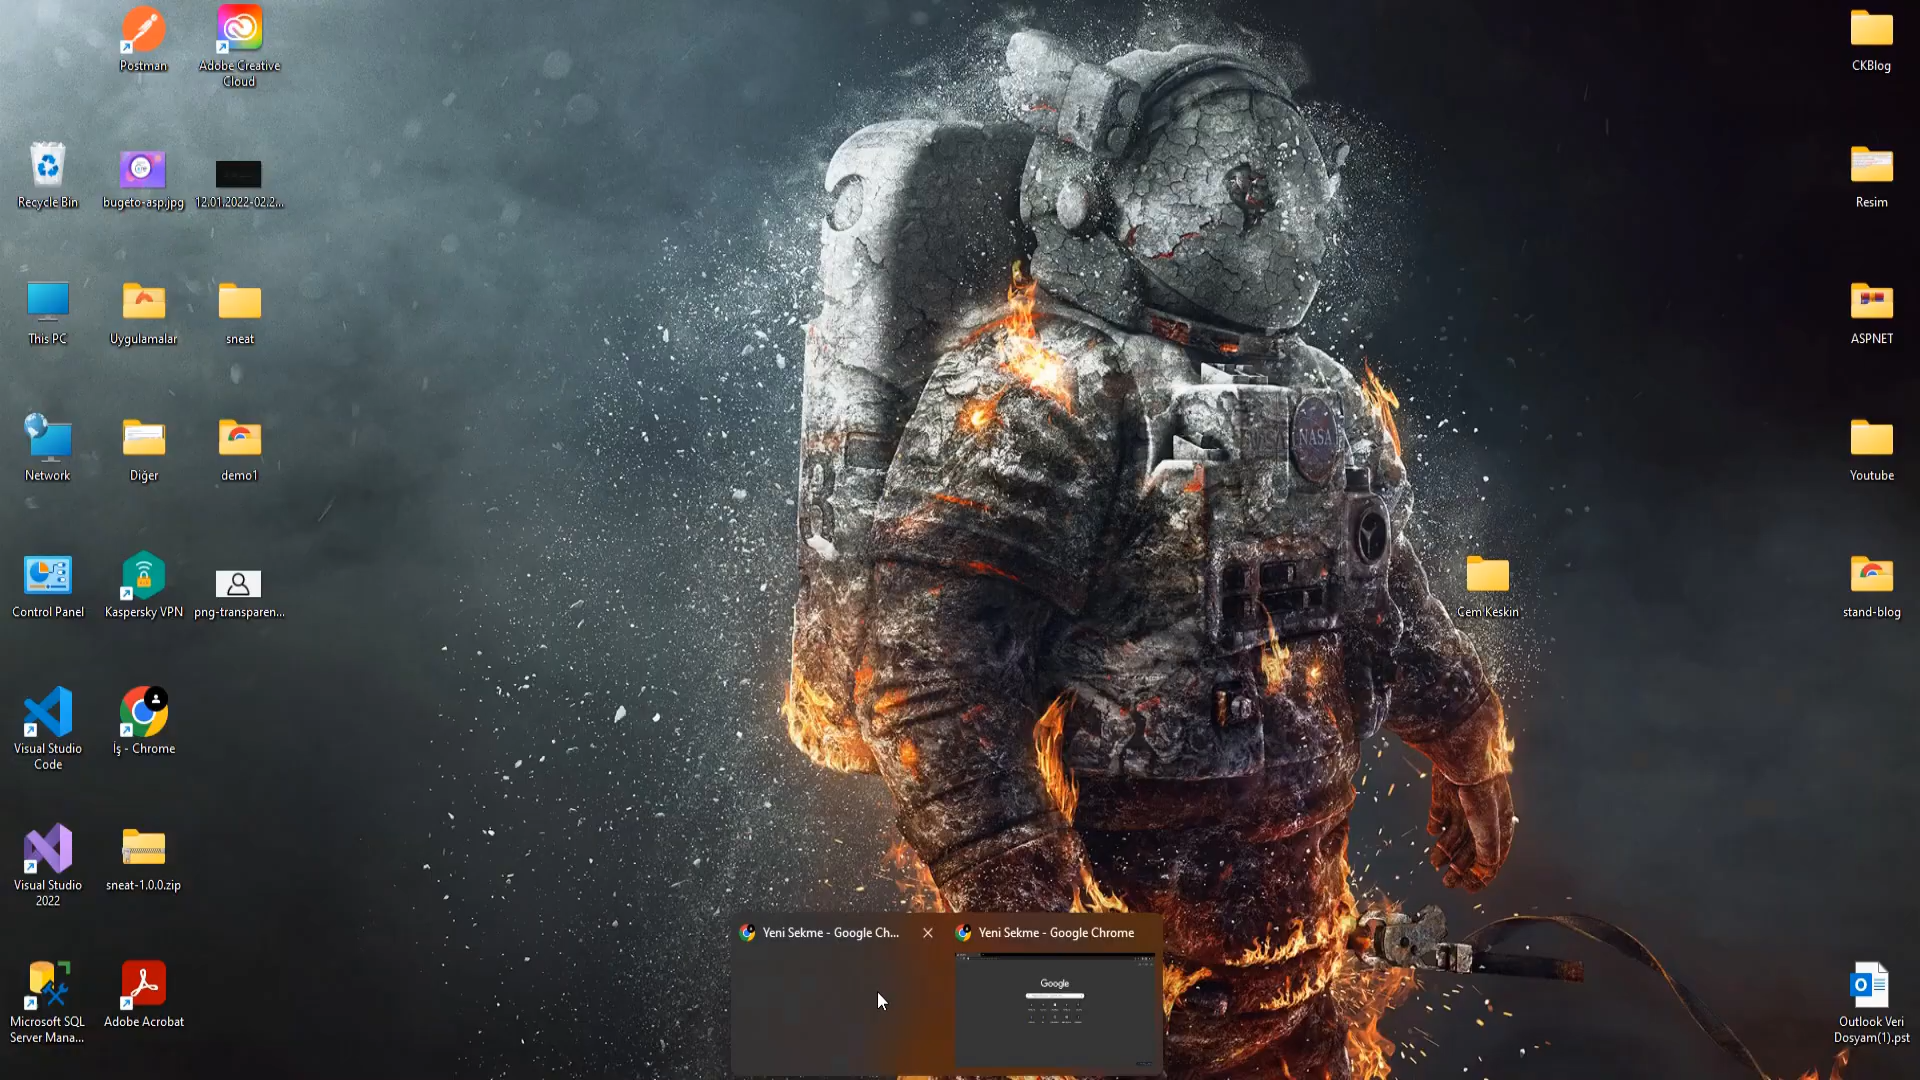 Postman
Adobe Creative
Cloud
Recycle Bin
bugeto-asp.jpg
12.01.2022-02.2...
This PC
Uygulamalar
sneat
Network
Diğer
demo1
Control Panel
Kaspersky VPN
png-transparen...
Visual Studio
Code
İş - Chrome
Visual Studio
2022
sneat-1.0.0.zip
Microsoft SQL
Server Mana...
Adobe Acrobat
NASA
Yeni Sekme - Google Ch...
Yeni Sekme - Google Chrome
Google
Cem Keskin
CKBlog
Resim
ASPNET
Youtube
stand-blog
Outlook Veri
Dosyam(1).pst